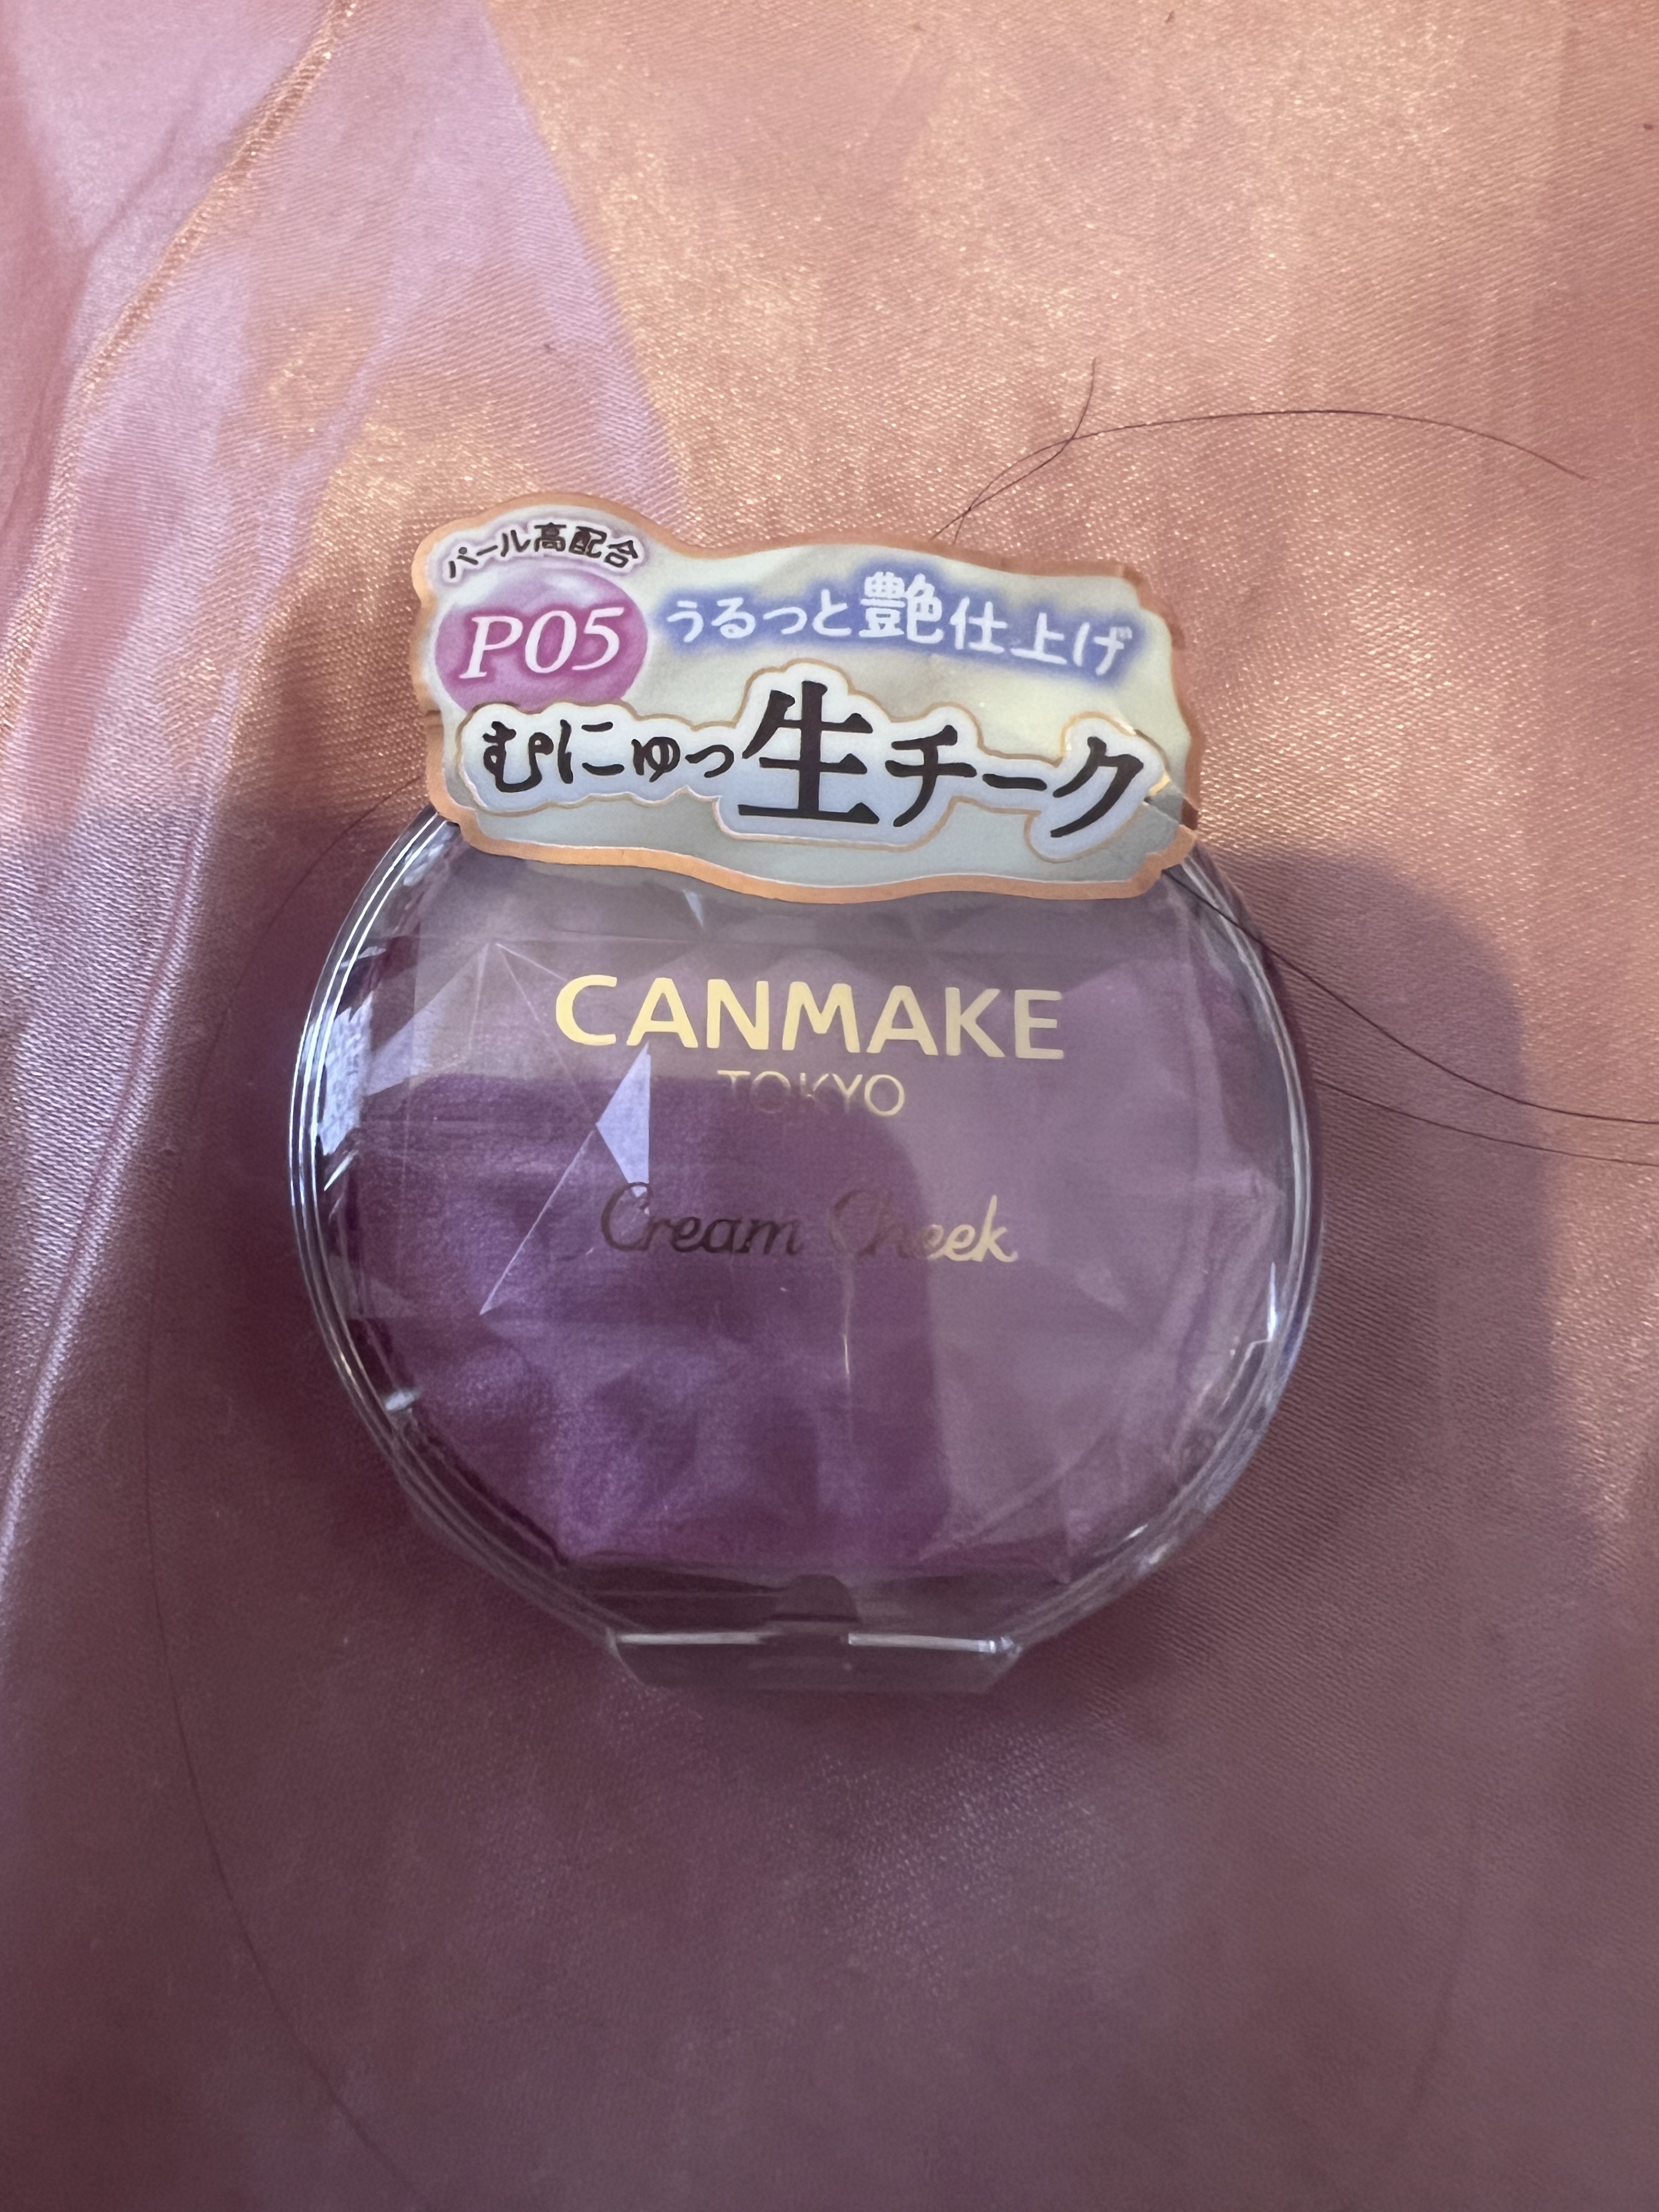 パール高配合
P05
うるっと艶仕上げ
むにゅっ生チーク
CANMAKE
TOKYO
Cream Cheek